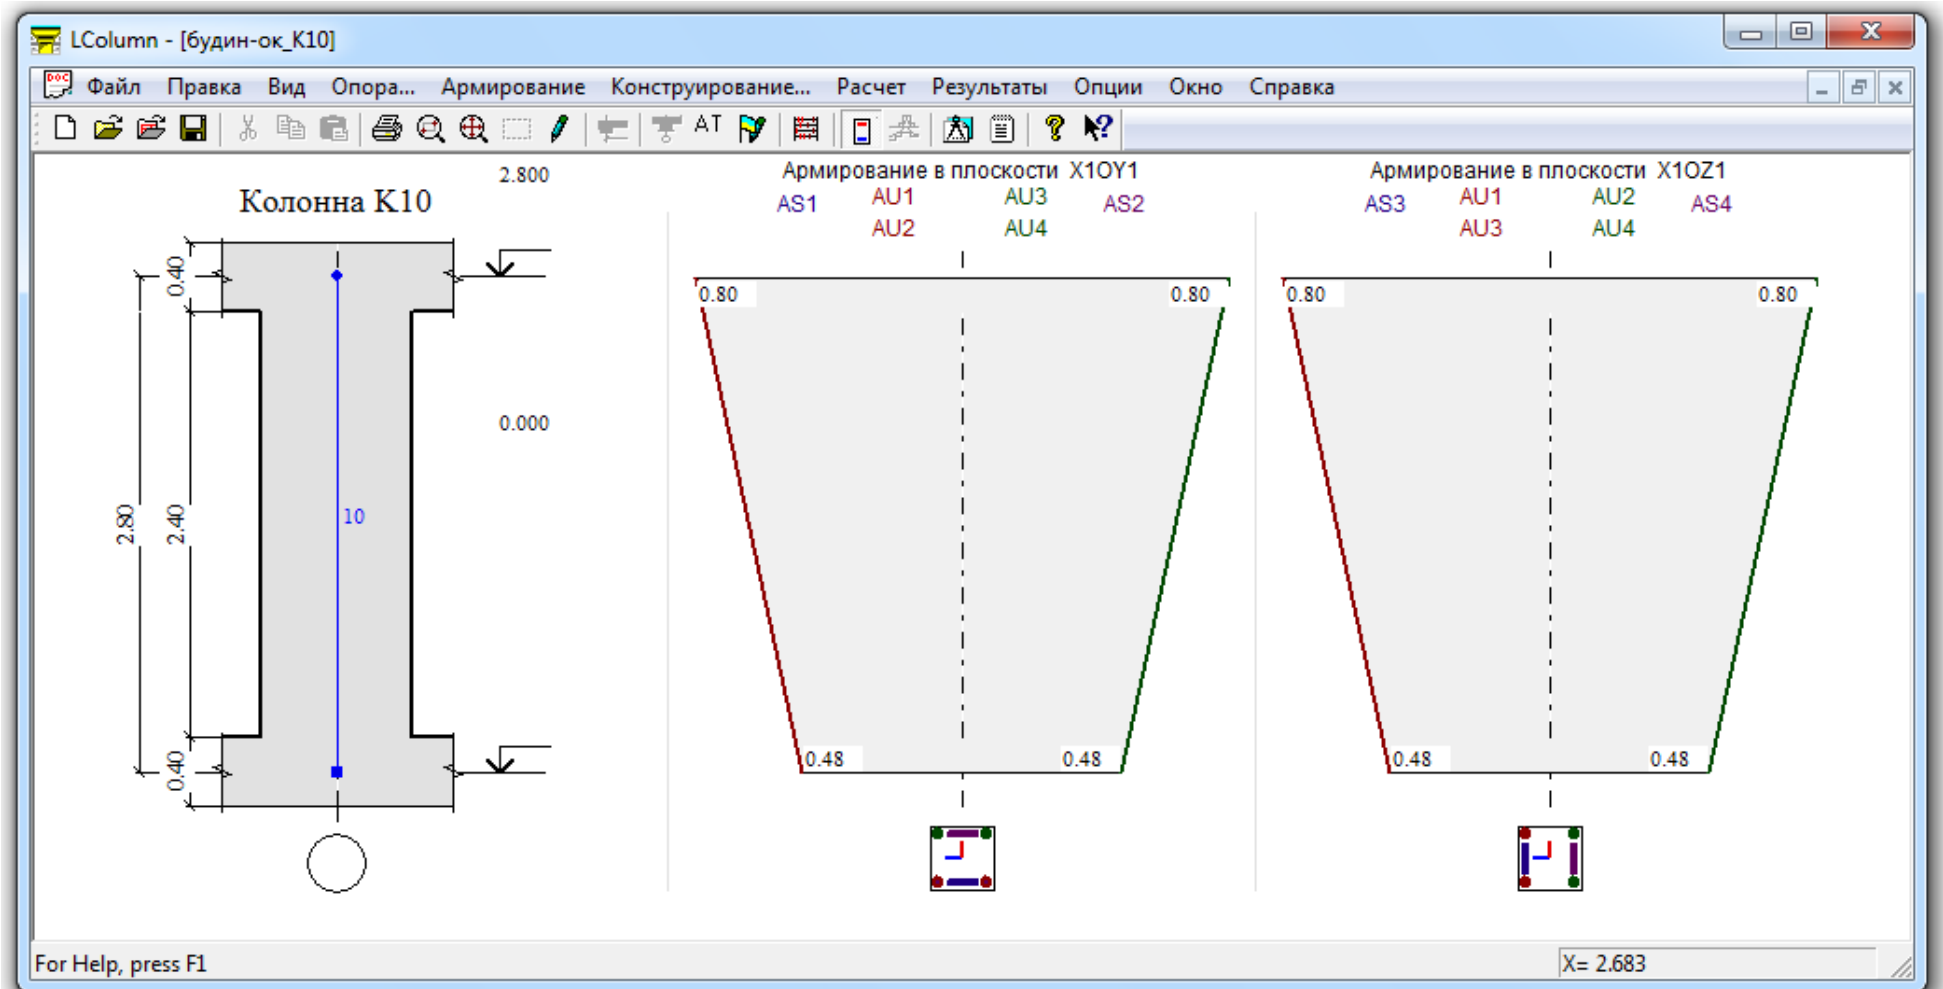 LColumn - [будин-ок_K10]
Файл Правка Вид Опора... Армирование Конструирование... Расчет Результаты Опции Окно Справка
AT
Колонна К10
2.800
0.40
2.80
2.40
10
0.000
0.40
Армирование в плоскости X1OY1
AS1 AU1 AU3 AS2
AU2 AU4
0.80 0.80
0.48 0.48
Армирование в плоскости X1OZ1
AS3 AU1 AU2 AS4
AU3 AU4
0.80 0.80
0.48 0.48
For Help, press F1
X= 2.683